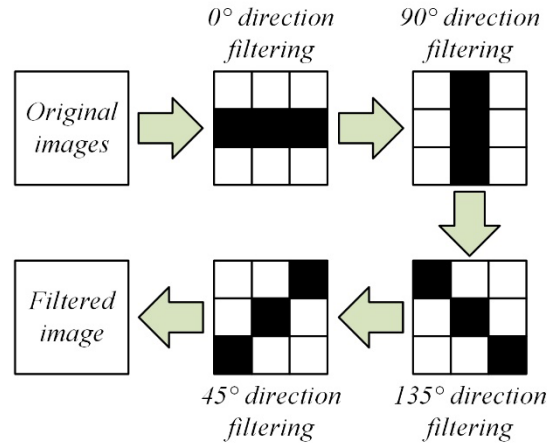 0° direction
filtering
90° direction
filtering
Original
images
Filtered
image
45° direction
filtering
135° direction
filtering